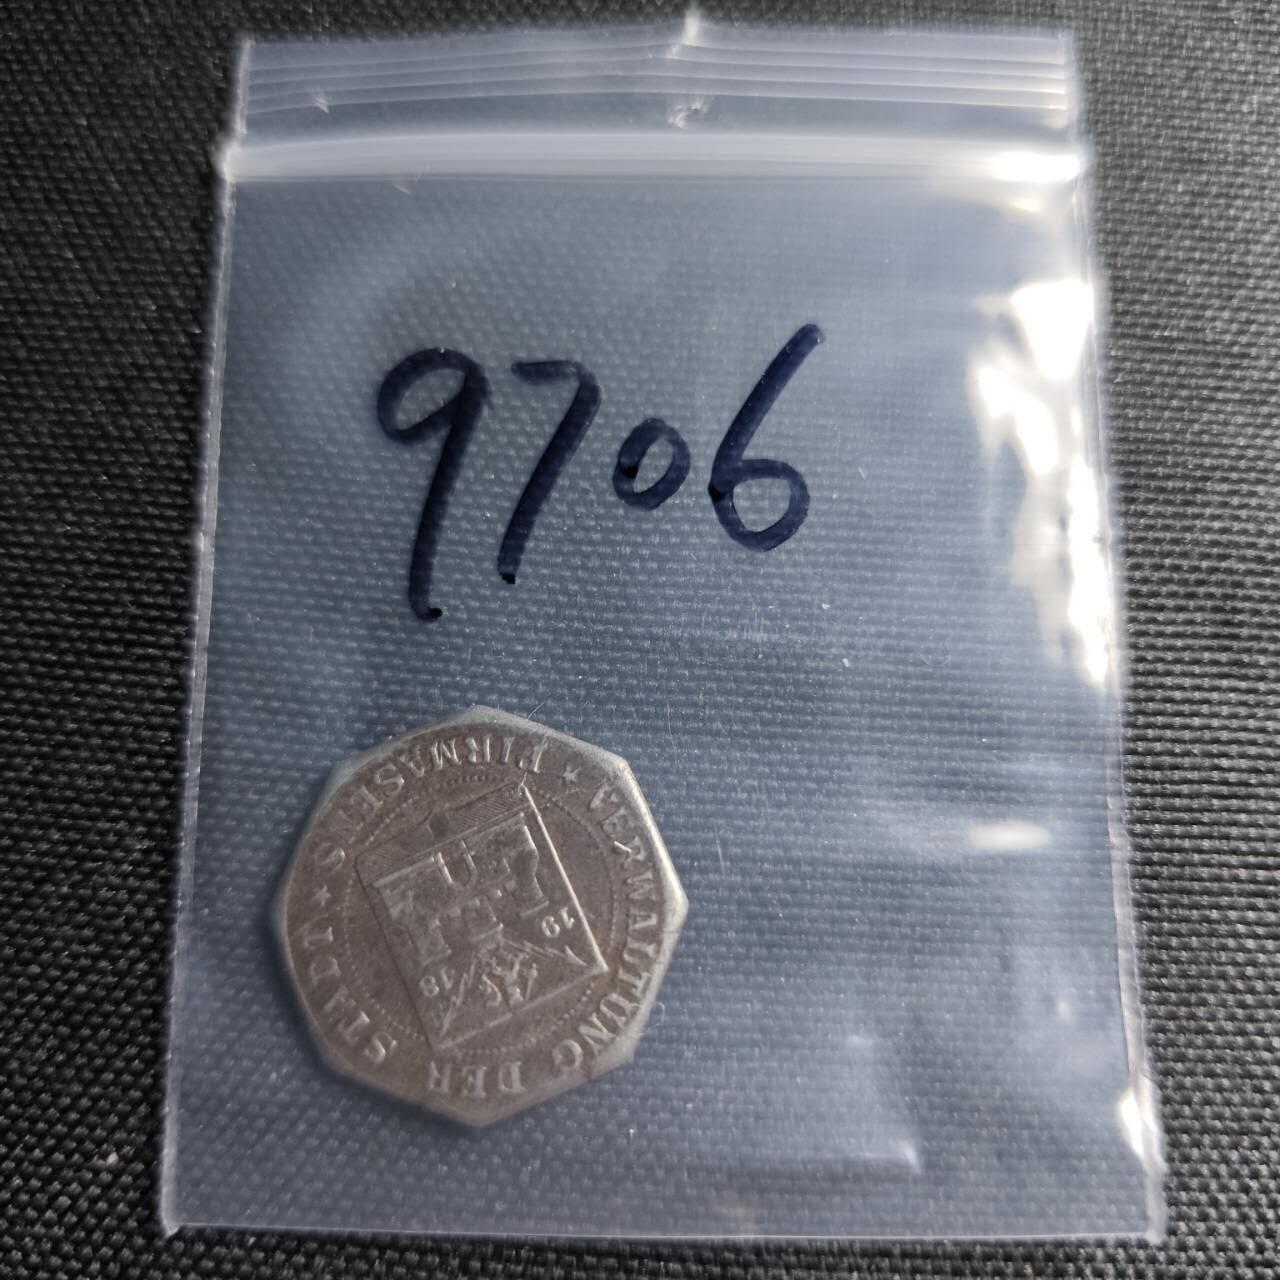 9706
VERWALTUNG DER STADT
★ PIRMASENS ★
19 18